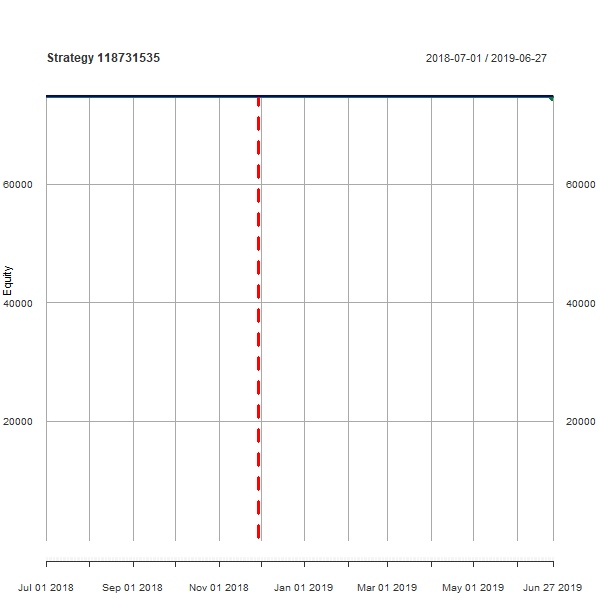 Strategy 118731535
2018-07-01 / 2019-06-27
60000
60000
Equity
40000
40000
20000
20000
Jul 01 2018
Sep 01 2018
Nov 01 2018
Jan 01 2019
Mar 01 2019
May 01 2019
Jun 27 2019